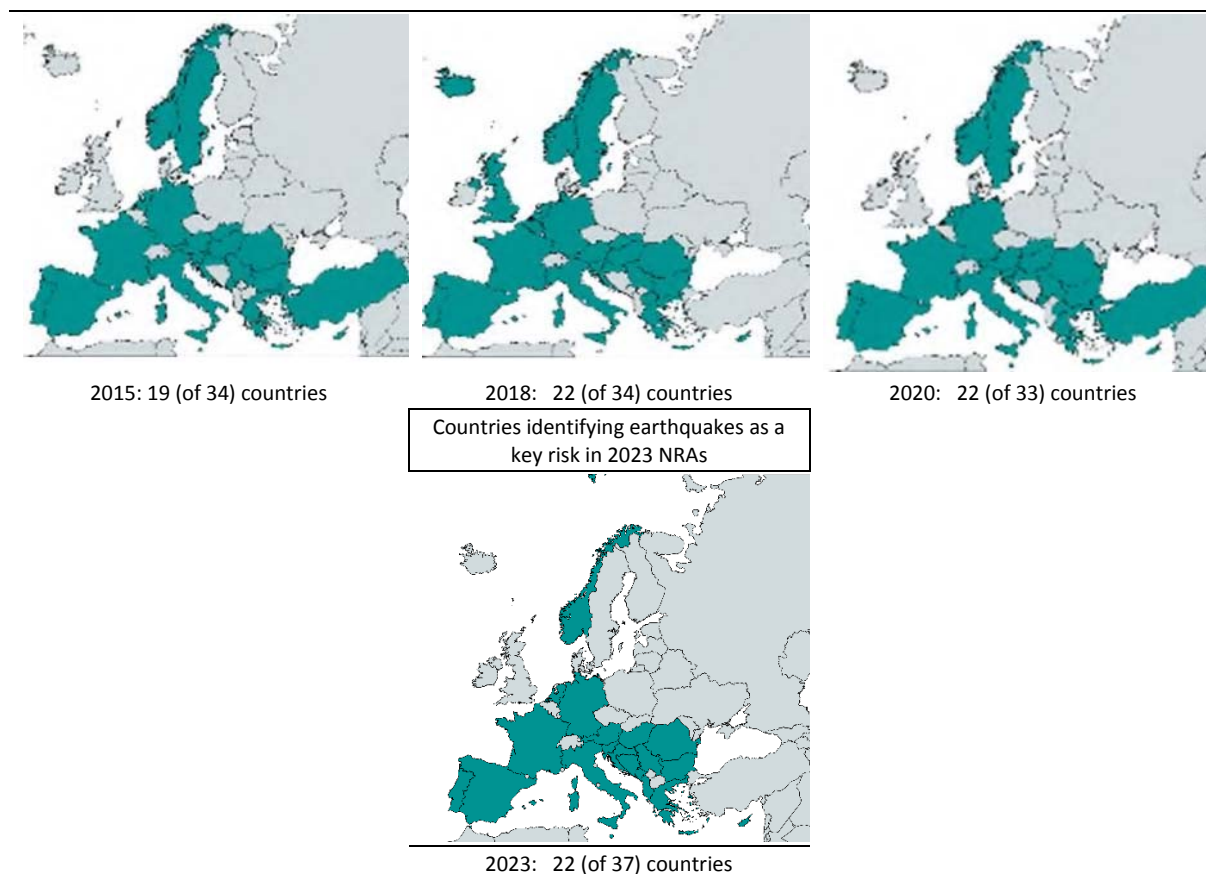 2015: 19 (of 34) countries
2018: 22 (of 34) countries
2020: 22 (of 33) countries
Countries identifying earthquakes as a
key risk in 2023 NRAs
2023: 22 (of 37) countries